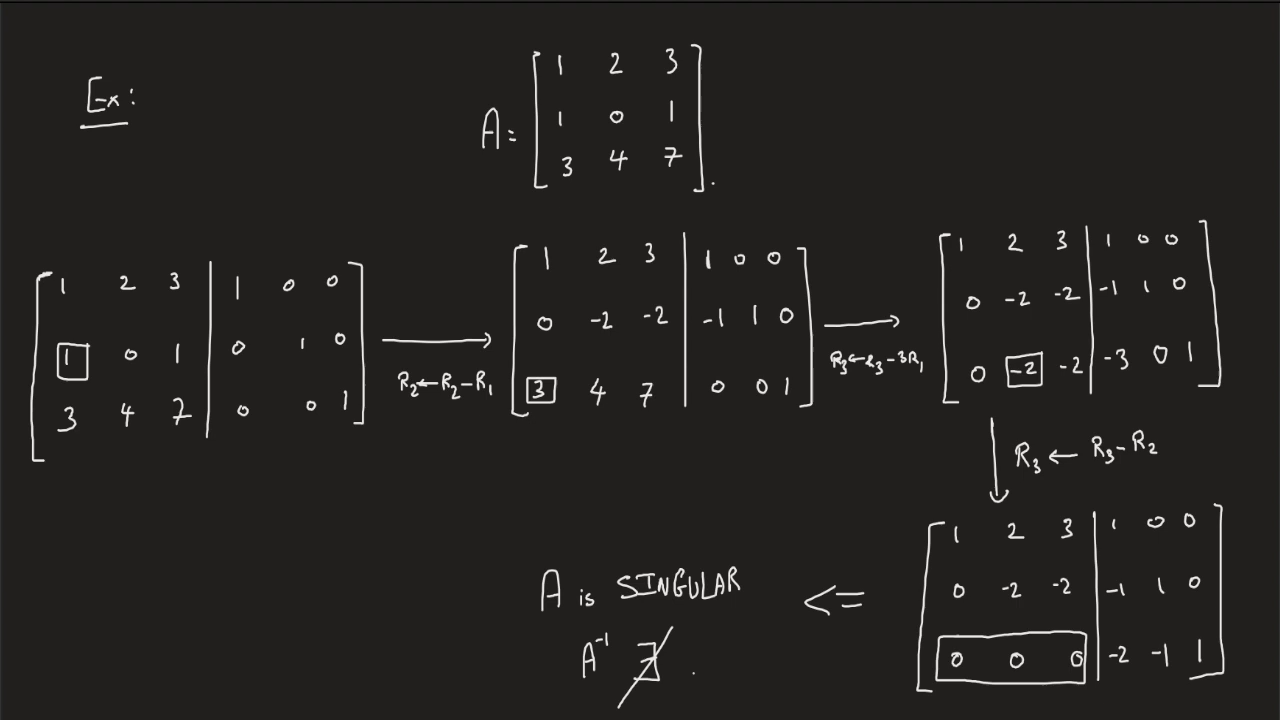 Ex:
A = [ 1 2 3
1 0 1
3 4 7 ].
[ 1 2 3 | 1 0 0
1 0 1 | 0 1 0
3 4 7 | 0 0 1 ]
R₂ ← R₂ - R₁
[ 1 2 3 | 1 0 0
0 -2 -2 | -1 1 0
3 4 7 | 0 0 1 ]
R₃ ← R₃ - 3R₁
[ 1 2 3 | 1 0 0
0 -2 -2 | -1 1 0
0 -2 -2 | -3 0 1 ]
R₃ ← R₃ - R₂
[ 1 2 3 | 1 0 0
0 -2 -2 | -1 1 0
0 0 0 | -2 -1 1 ]
A is SINGULAR <=
A⁻¹ ∄ .